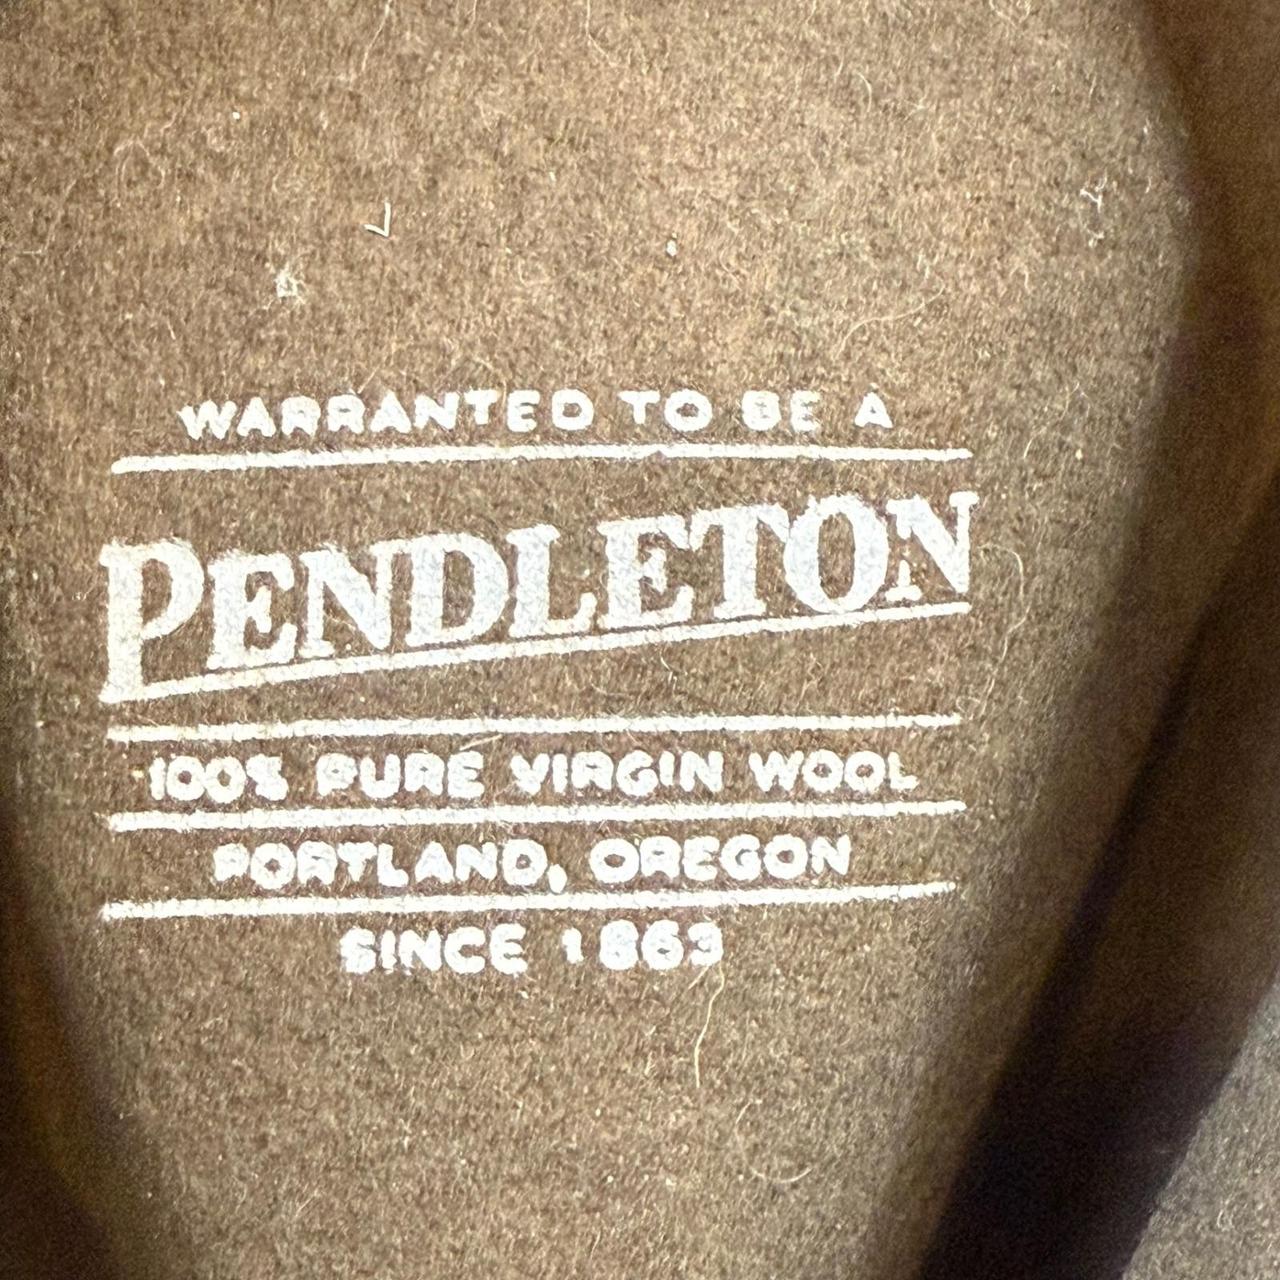 WARRANTED TO BE A
PENDLETON
100% PURE VIRGIN WOOL
PORTLAND, OREGON
SINCE 1863